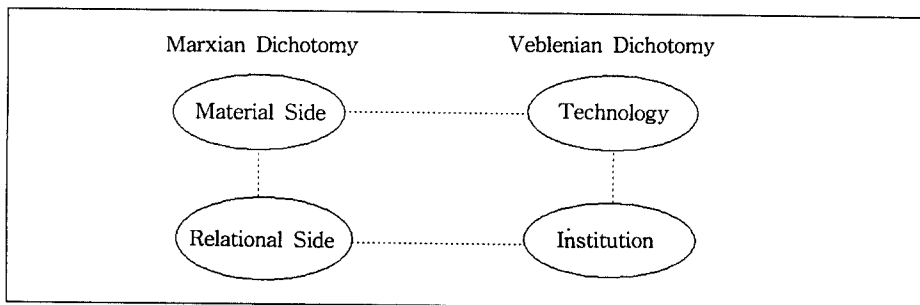 Marxian Dichotomy Veblenian Dichotomy
Material Side Technology
Relational Side Institution